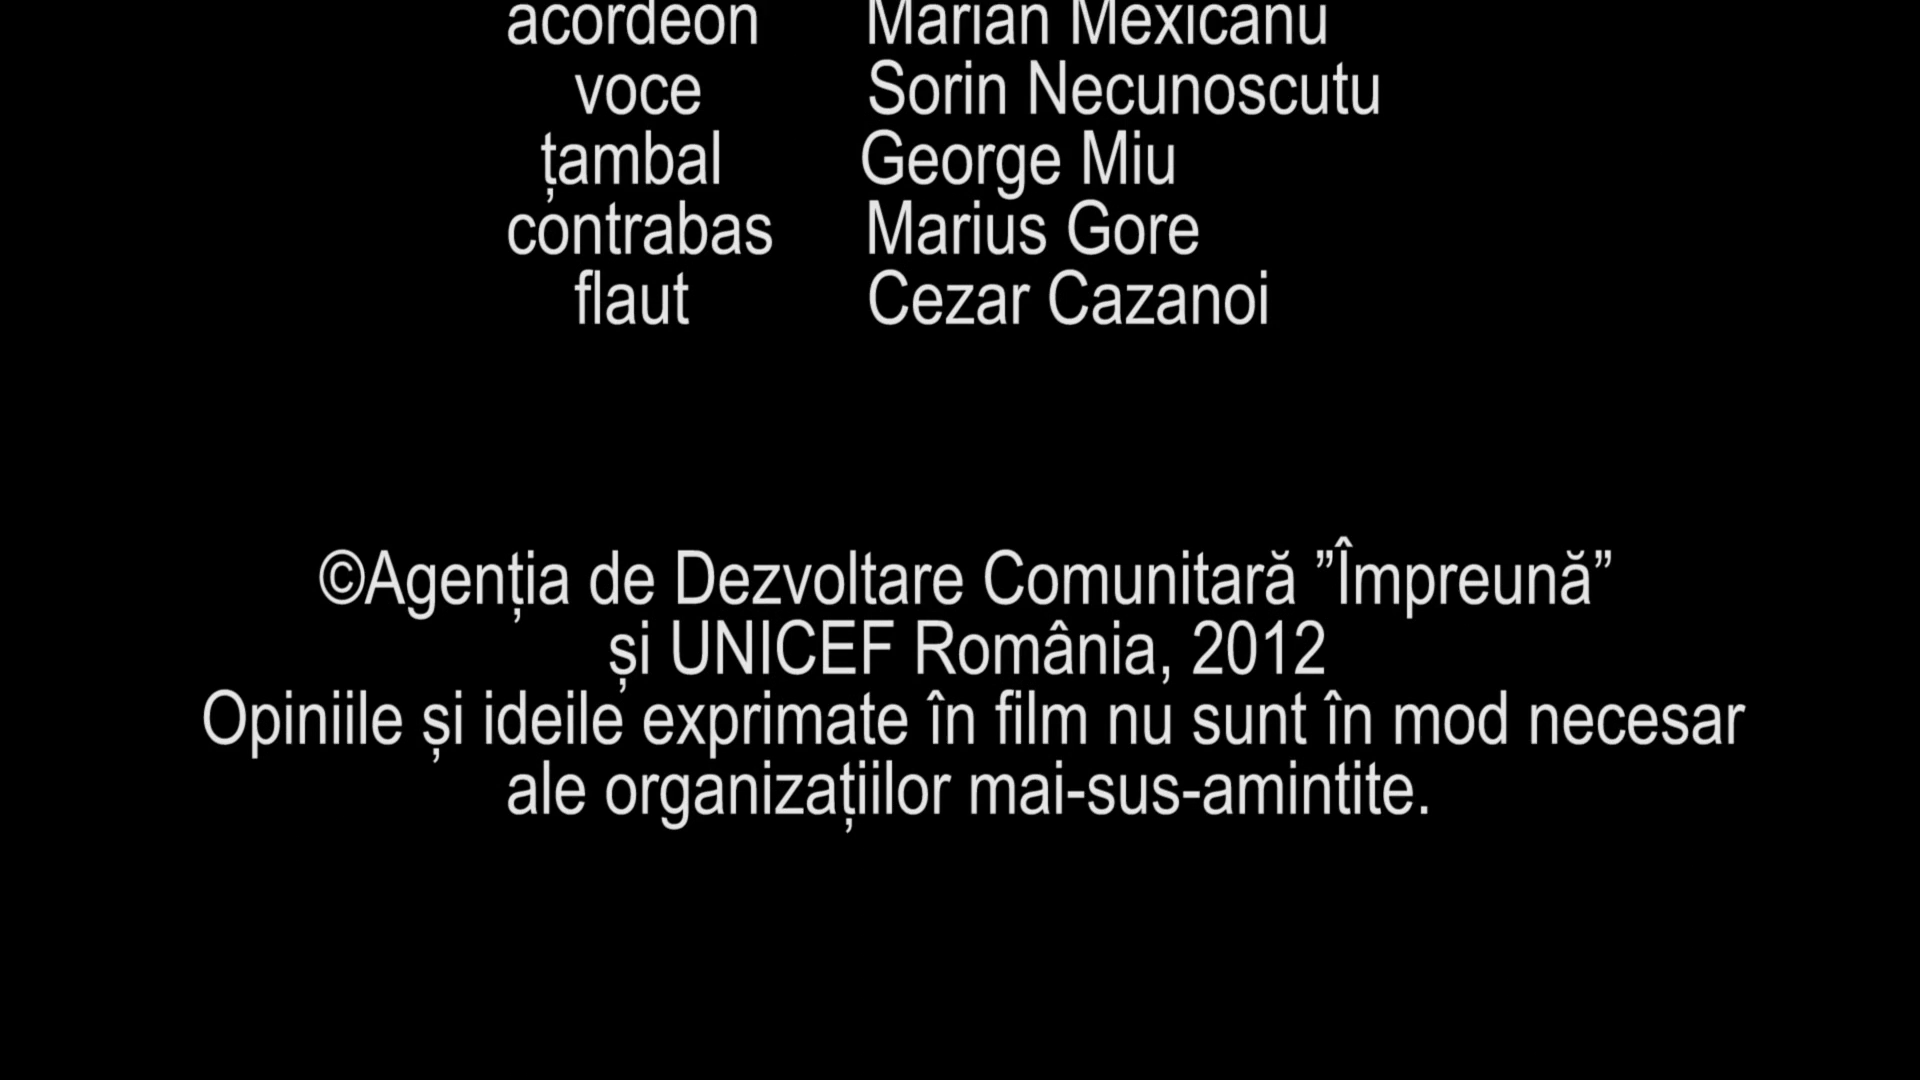 acordeon Marian Mexicanu
voce Sorin Necunoscutu
țambal George Miu
contrabas Marius Gore
flaut Cezar Cazanoi
©Agenția de Dezvoltare Comunitară ”Împreună”
și UNICEF România, 2012
Opiniile și ideile exprimate în film nu sunt în mod necesar
ale organizațiilor mai-sus-amintite.